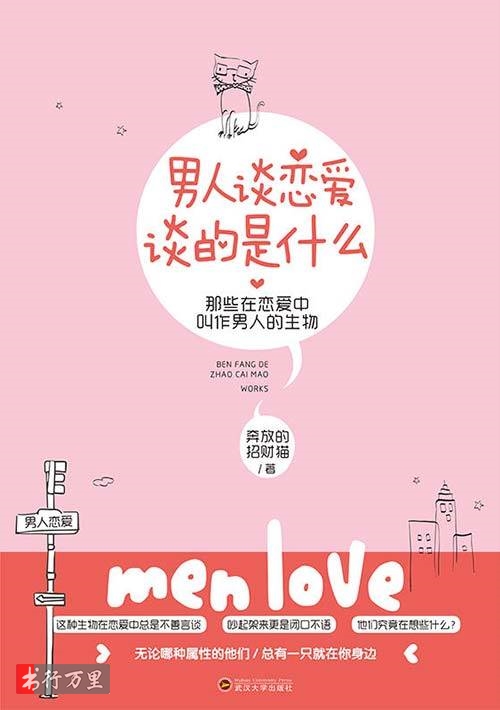 男人谈恋爱
谈的是什么
那些在恋爱中
叫作男人的生物
BEN FANG DE
ZHAO CAI MAO
WORKS
奔放的
招财猫
/著
男人恋爱
men love
这种生物在恋爱中总是不善言谈
吵起架来更是闭口不语
他们究竟在想些什么?
无论哪种属性的他们/总有一只就在你身边
书行万里
Wuhan University Press
武汉大学出版社